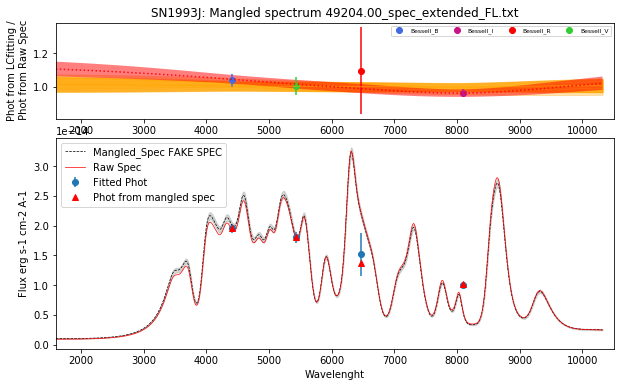 SN1993J: Mangled spectrum 49204.00_spec_extended_FL.txt
Phot from LCfitting /
Phot from Raw Spec
Bessell_B Bessell_I Bessell_R Bessell_V
1.2
1.0
2000 3000 4000 5000 6000 7000 8000 9000 10000
1e−14
Flux erg s-1 cm-2 A-1
Mangled_Spec FAKE SPEC
Raw Spec
Fitted Phot
Phot from mangled spec
3.0
2.5
2.0
1.5
1.0
0.5
0.0
2000 3000 4000 5000 6000 7000 8000 9000 10000
Wavelenght